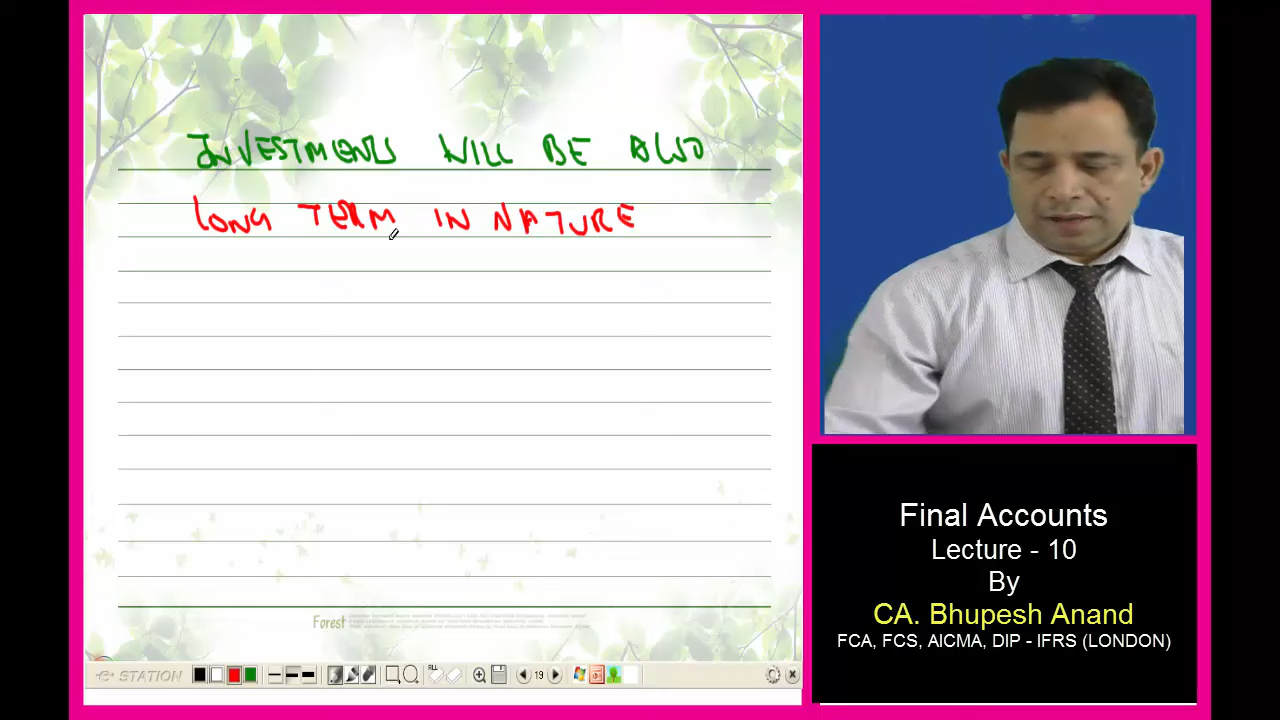 INVESTMENTS WILL BE ALSO
LONG TERM IN NATURE
Forest
STATION
19
Final Accounts
Lecture - 10
By
CA. Bhupesh Anand
FCA, FCS, AICMA, DIP - IFRS (LONDON)